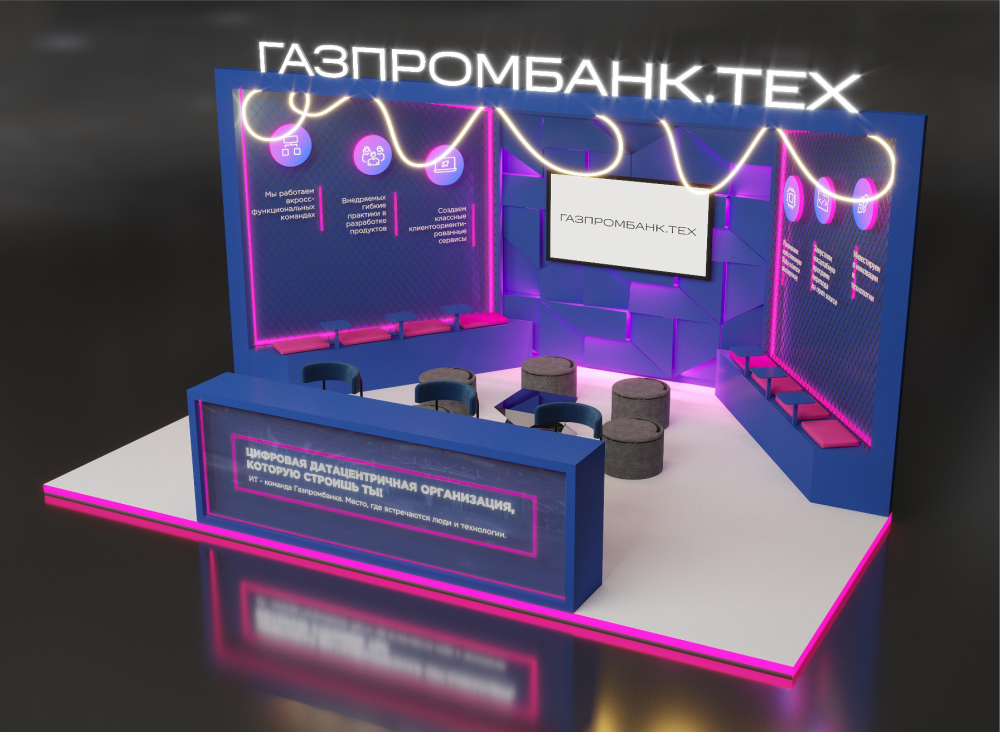 ГАЗПРОМБАНК.ТЕХ
Мы работаем
вкросс-
функциональных
командах
Внедряемых
гибкие
практики в
разработке
продуктов
Создаем
классные
клиентоориенти-
рованные
сервисы
ГАЗПРОМБАНК.ТЕХ
ЦИФРОВАЯ ДАТАЦЕНТРИЧНАЯ ОРГАНИЗАЦИЯ,
КОТОРУЮ СТРОИШЬ ТЫ!
ИТ - команда Газпромбанка. Место, где встречаются люди и технологии.